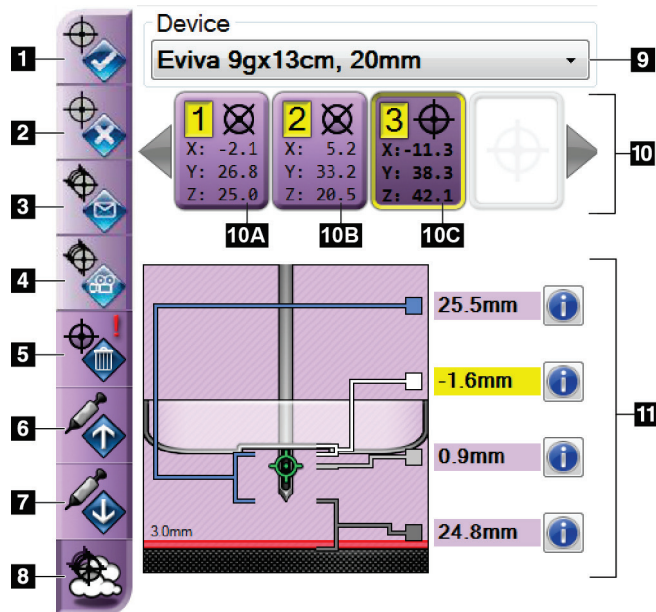 Device
1
Eviva 9gx13cm, 20mm
9
2
1
X: -2.1
Y: 26.8
Z: 25.0
2
X: 5.2
Y: 33.2
Z: 20.5
3
X:-11.3
Y: 38.3
Z: 42.1
10
3
10A
10B
10C
4
25.5mm
5
!
-1.6mm
11
6
0.9mm
7
24.8mm
3.0mm
8